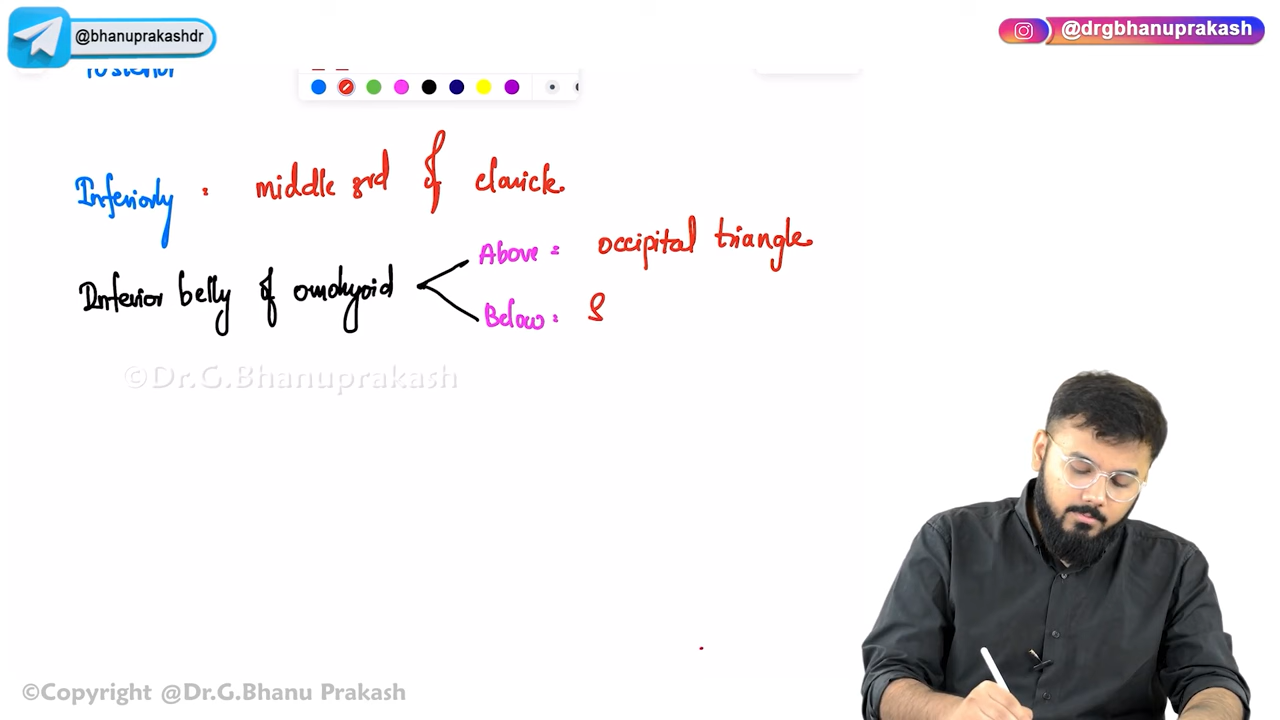 @bhanuprakashdr
@drgbhanuprakash
Posterior
Inferiorly : middle 3rd of clavicle
Above : occipital triangle
Inferior belly of omohyoid
Below : S
©Dr.G.Bhanuprakash
©Copyright @Dr.G.Bhanu Prakash